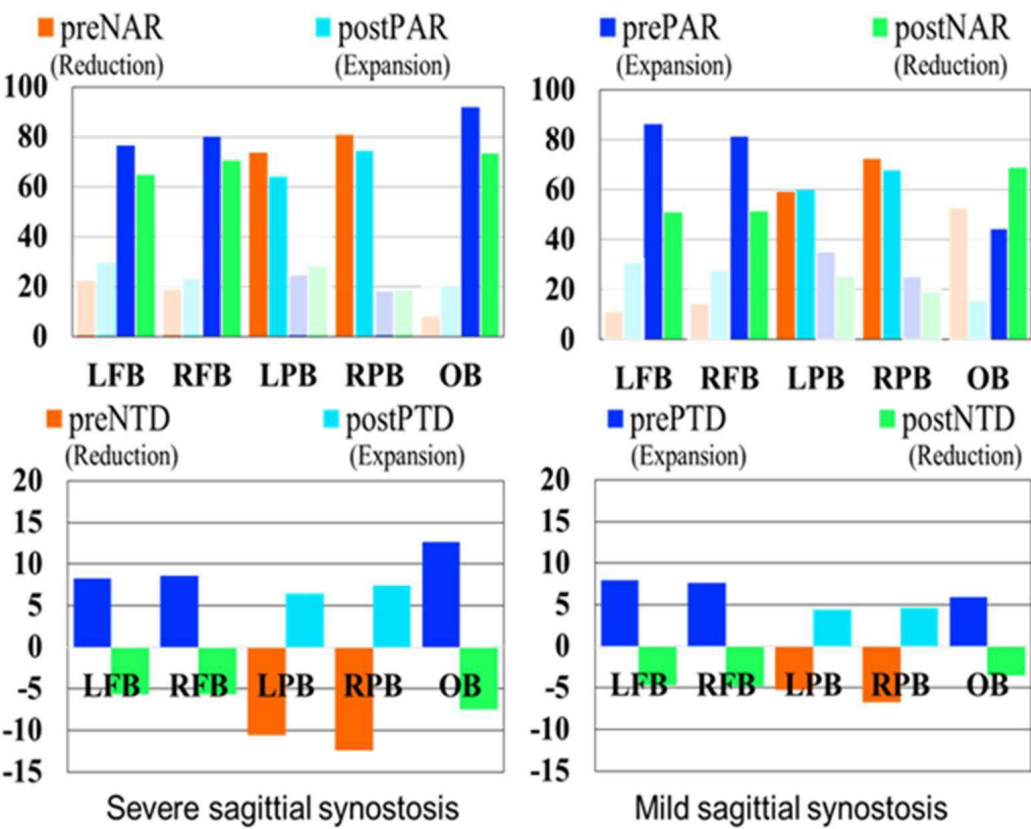 preNAR postPAR prePAR postNAR
(Reduction) (Expansion) (Expansion) (Reduction)
100 100
80 80
60 60
40 40
20 20
0 0
LFB RFB LPB RPB OB LFB RFB LPB RPB OB
preNTD postPTD prePTD postNTD
(Reduction) (Expansion) (Expansion) (Reduction)
20 20
15 15
10 10
5 5
0 0
LFB RFB LPB RPB OB LFB RFB LPB RPB OB
-5 -5
-10 -10
-15 -15
Severe sagittial synostosis Mild sagittial synostosis